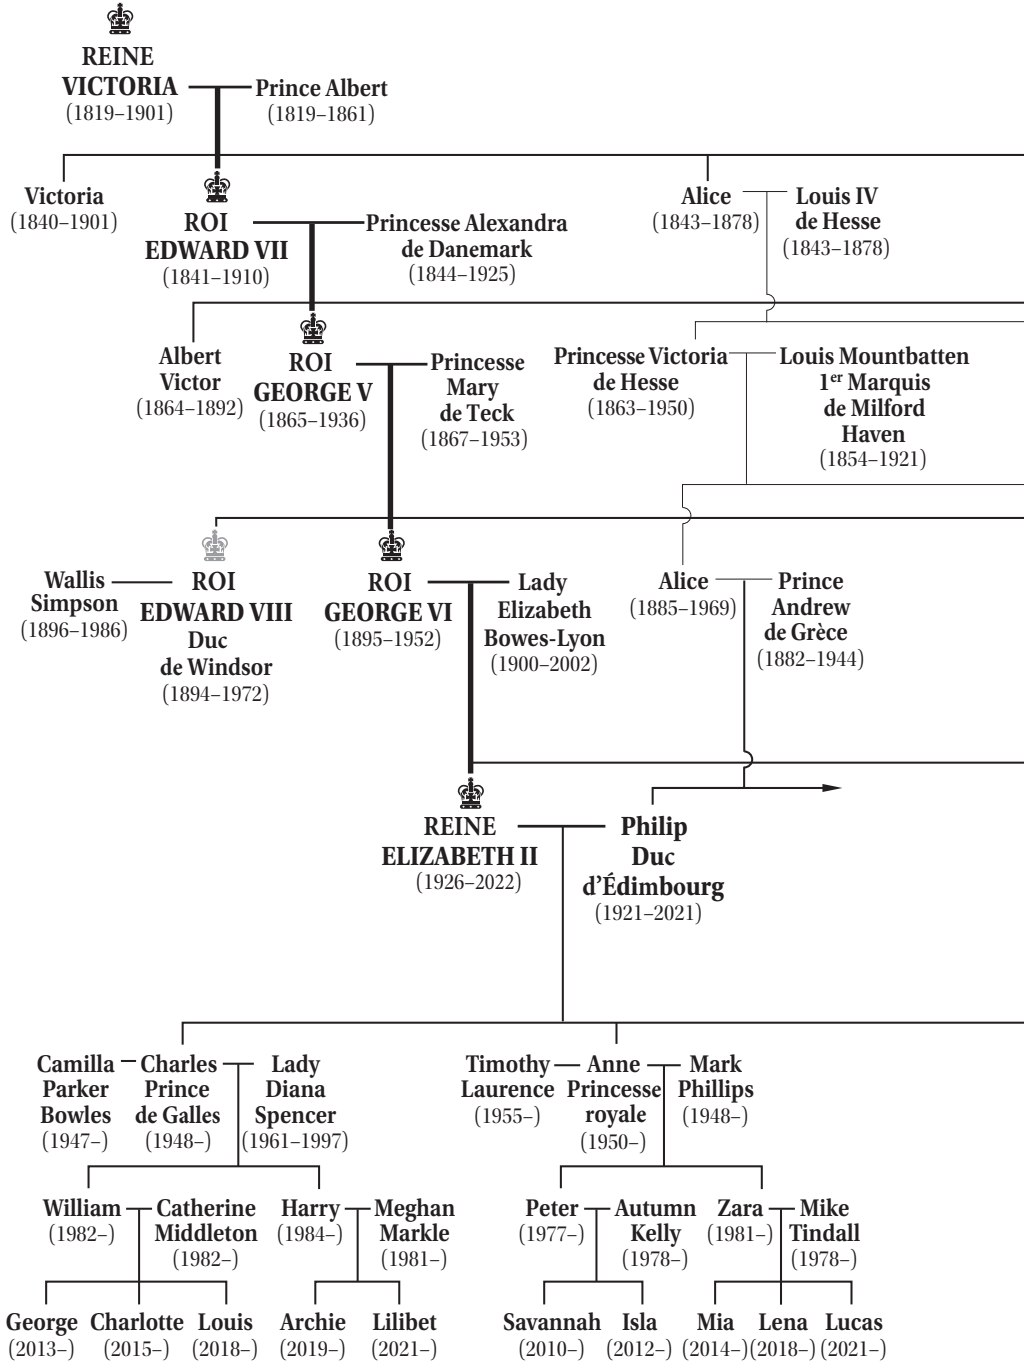 REINE
VICTORIA
(1819–1901)
Prince Albert
(1819–1861)
Victoria
(1840–1901)
ROI
EDWARD VII
(1841–1910)
Princesse Alexandra
de Danemark
(1844–1925)
Alice
(1843–1878)
Louis IV
de Hesse
(1843–1878)
Albert
Victor
(1864–1892)
ROI
GEORGE V
(1865–1936)
Princesse
Mary
de Teck
(1867–1953)
Princesse Victoria
de Hesse
(1863–1950)
Louis Mountbatten
1er Marquis
de Milford
Haven
(1854–1921)
Wallis
Simpson
(1896–1986)
ROI
EDWARD VIII
Duc
de Windsor
(1894–1972)
ROI
GEORGE VI
(1895–1952)
Lady
Elizabeth
Bowes-Lyon
(1900–2002)
Alice
(1885–1969)
Prince
Andrew
de Grèce
(1882–1944)
REINE
ELIZABETH II
(1926–2022)
Philip
Duc
d’Édimbourg
(1921–2021)
Camilla
Parker
Bowles
(1947–)
Charles
Prince
de Galles
(1948–)
Lady
Diana
Spencer
(1961–1997)
Timothy
Laurence
(1955–)
Anne
Princesse
royale
(1950–)
Mark
Phillips
(1948–)
William
(1982–)
Catherine
Middleton
(1982–)
Harry
(1984–)
Meghan
Markle
(1981–)
Peter
(1977–)
Autumn
Kelly
(1978–)
Zara
(1981–)
Mike
Tindall
(1978–)
George
(2013–)
Charlotte
(2015–)
Louis
(2018–)
Archie
(2019–)
Lilibet
(2021–)
Savannah
(2010–)
Isla
(2012–)
Mia
(2014–)
Lena
(2018–)
Lucas
(2021–)